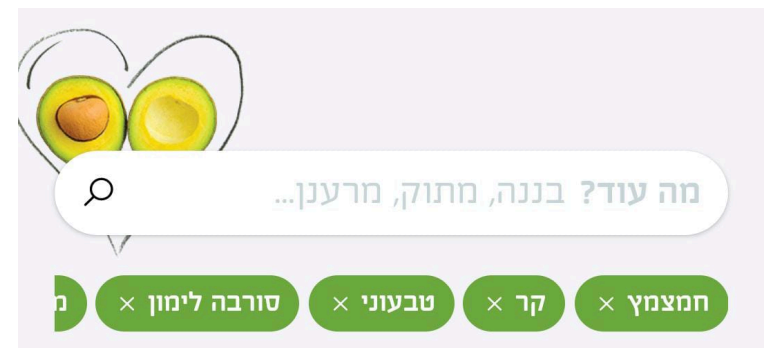 מה עוד? בננה, מתוק, מרענן...
חמצמץ × קר × טבעוני × סורבה לימון ×